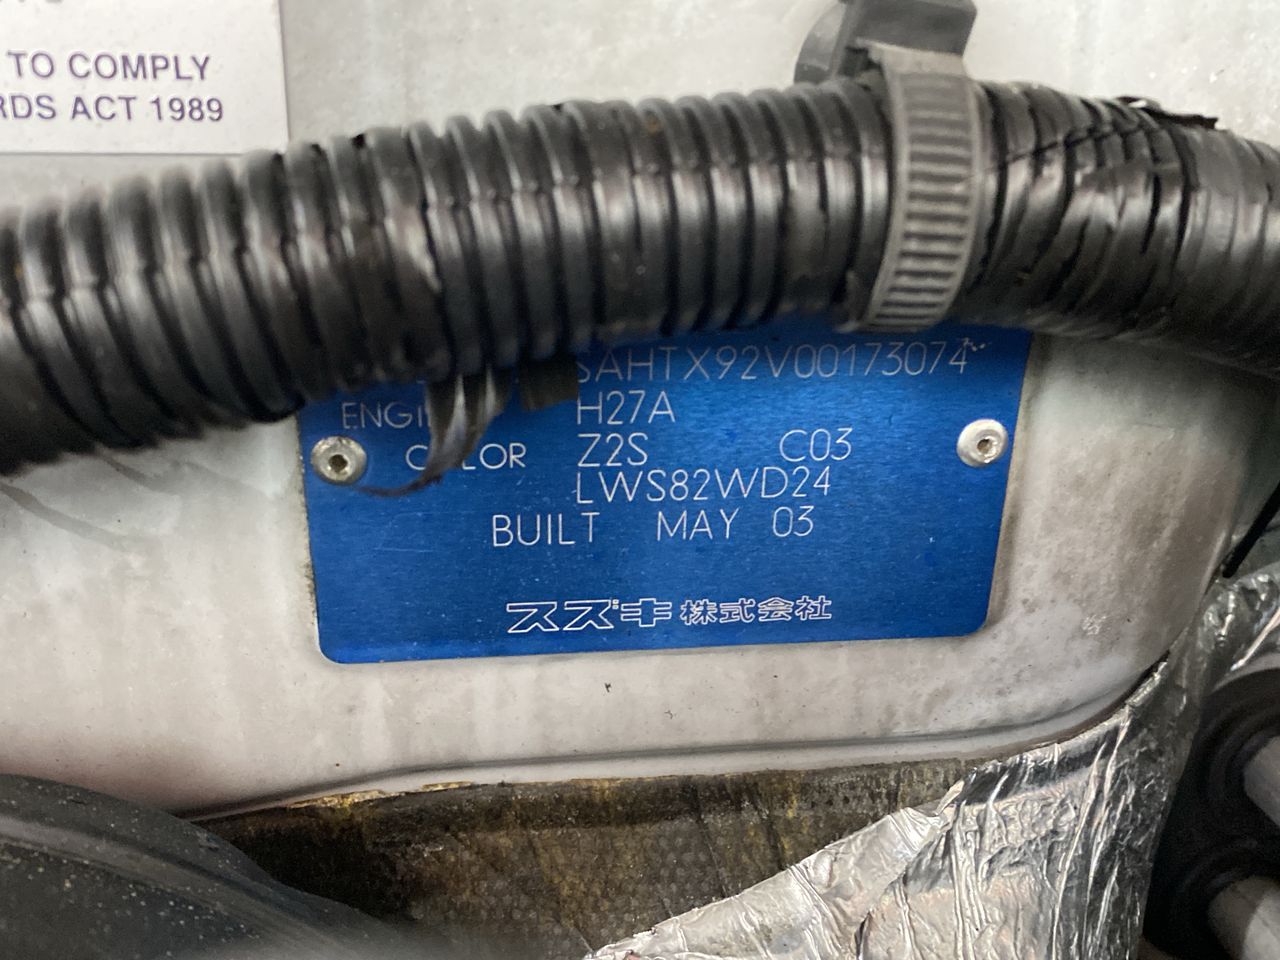 TO COMPLY
ACT 1989
SAHTX92V00173074
H27A
Z2S C03
LWS82WD24
BUILT MAY 03
スズキ株式会社